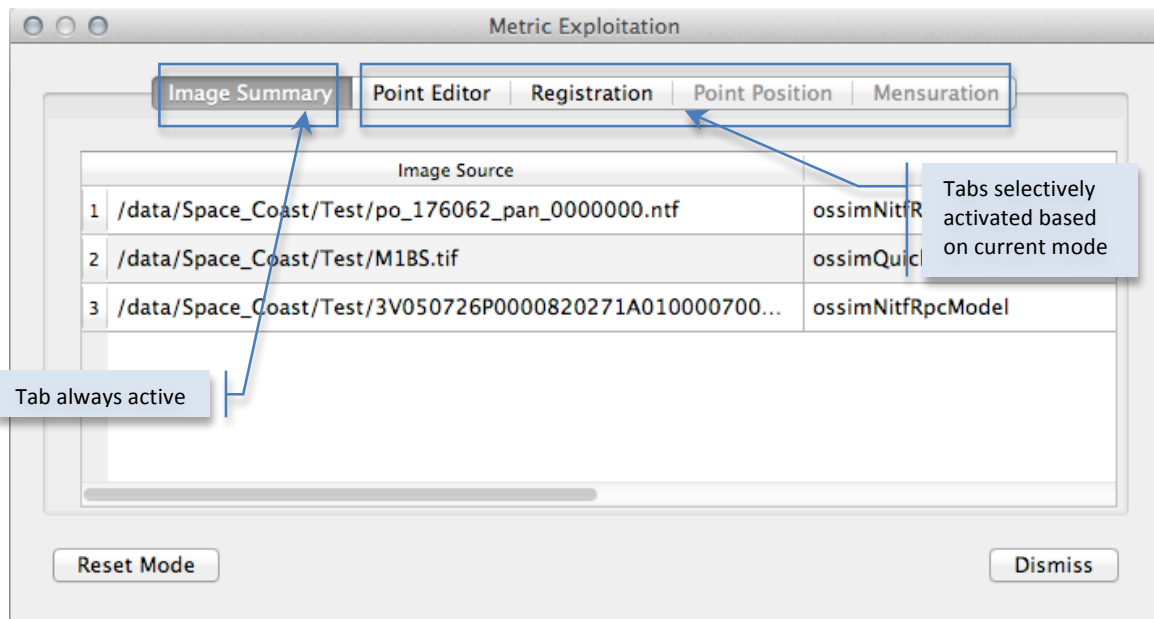 Metric Exploitation
Image Summary Point Editor Registration Point Position Mensuration
Image Source
1 /data/Space_Coast/Test/po_176062_pan_0000000.ntf ossimNitfR
2 /data/Space_Coast/Test/M1BS.tif ossimQuic
3 /data/Space_Coast/Test/3V050726P0000820271A010000700... ossimNitfRpcModel
Tabs selectively
activated based
on current mode
Tab always active
Reset Mode Dismiss